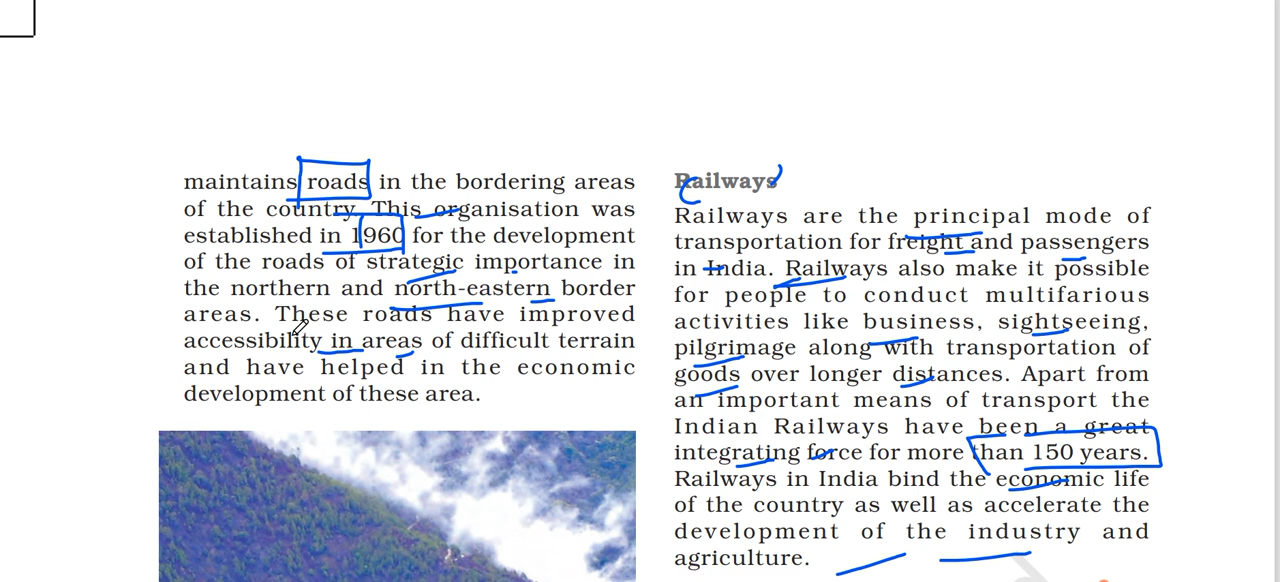 maintains roads in the bordering areas
of the country. This organisation was
established in 1960 for the development
of the roads of strategic importance in
the northern and north-eastern border
areas. These roads have improved
accessibility in areas of difficult terrain
and have helped in the economic
development of these area.
Railways
Railways are the principal mode of
transportation for freight and passengers
in India. Railways also make it possible
for people to conduct multifarious
activities like business, sightseeing,
pilgrimage along with transportation of
goods over longer distances. Apart from
an important means of transport the
Indian Railways have been a great
integrating force for more than 150 years.
Railways in India bind the economic life
of the country as well as accelerate the
development of the industry and
agriculture.